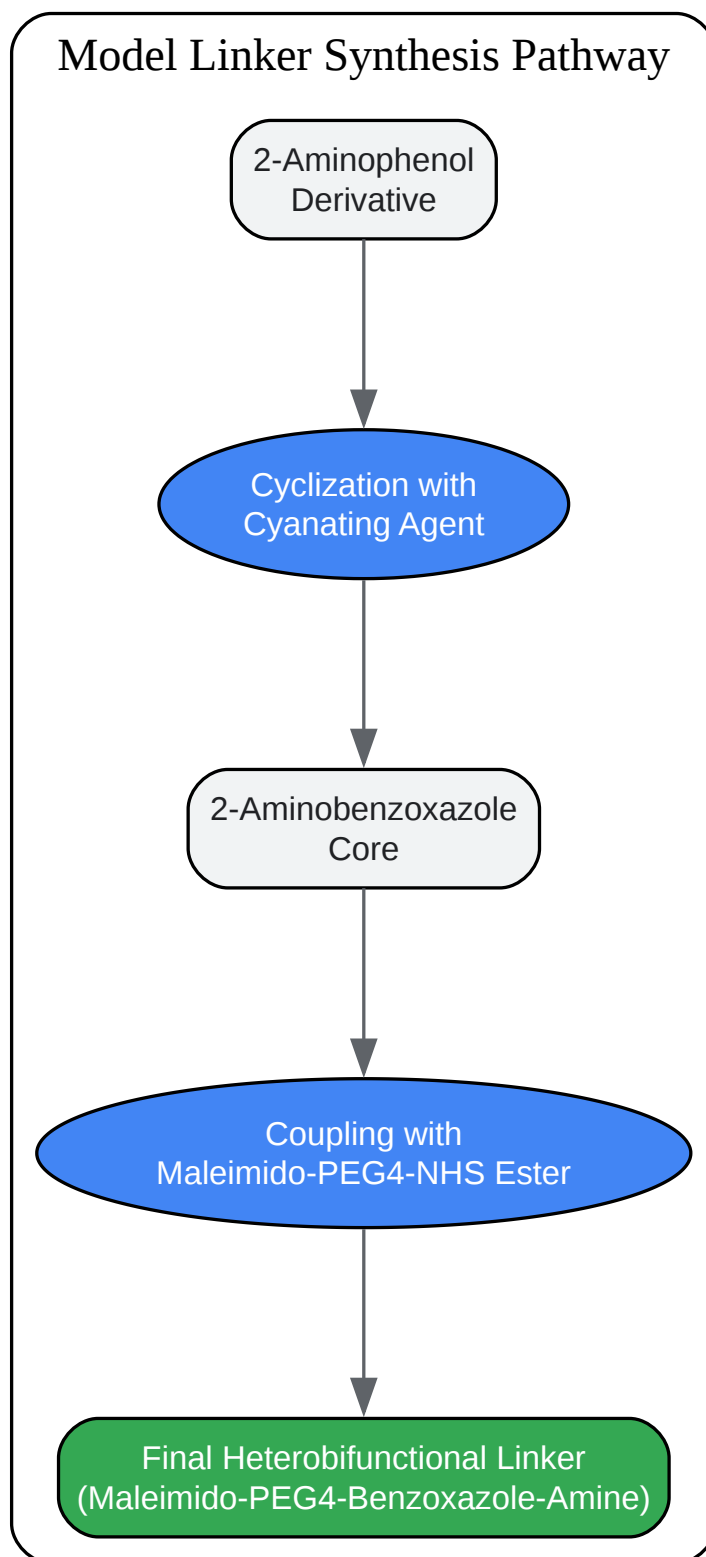 Model Linker Synthesis Pathway
2-Aminophenol
Derivative
Cyclization with
Cyanating Agent
2-Aminobenzoxazole
Core
Coupling with
Maleimido-PEG4-NHS Ester
Final Heterobifunctional Linker
(Maleimido-PEG4-Benzoxazole-Amine)